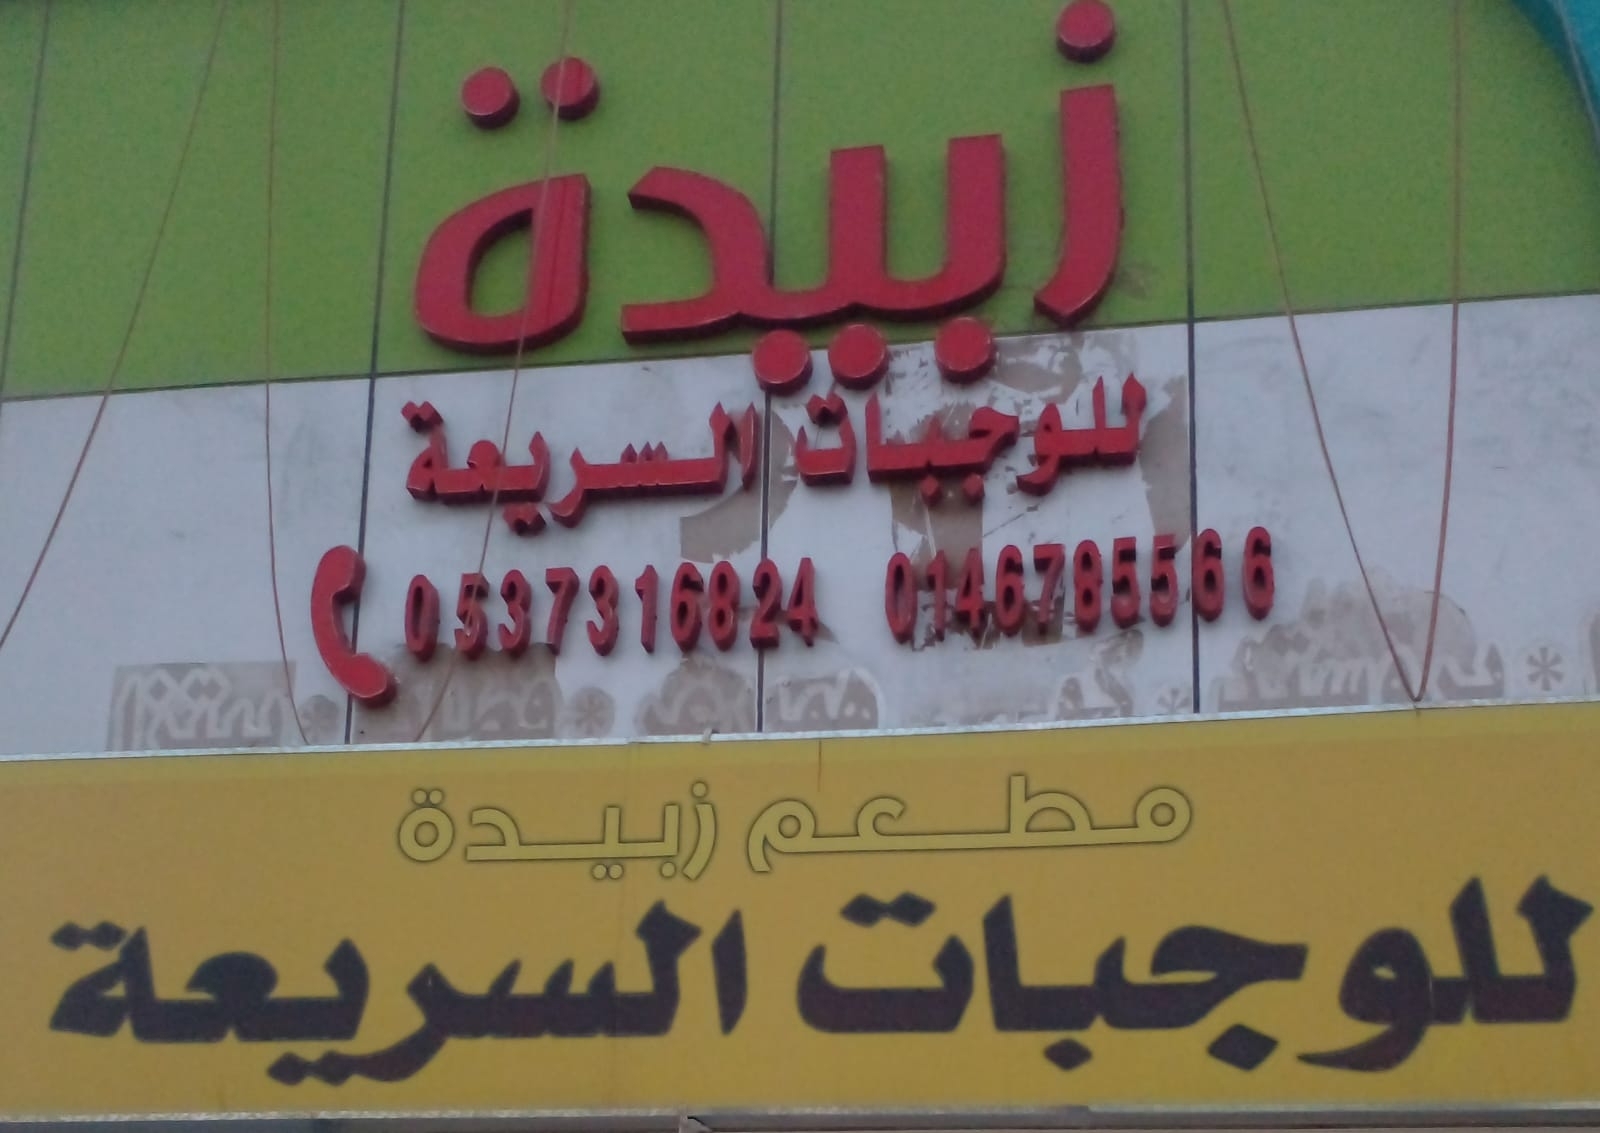 زبيدة
للوجبات السريعة
0537316824 0146785566
مطعم زبيدة
للوجبات السريعة